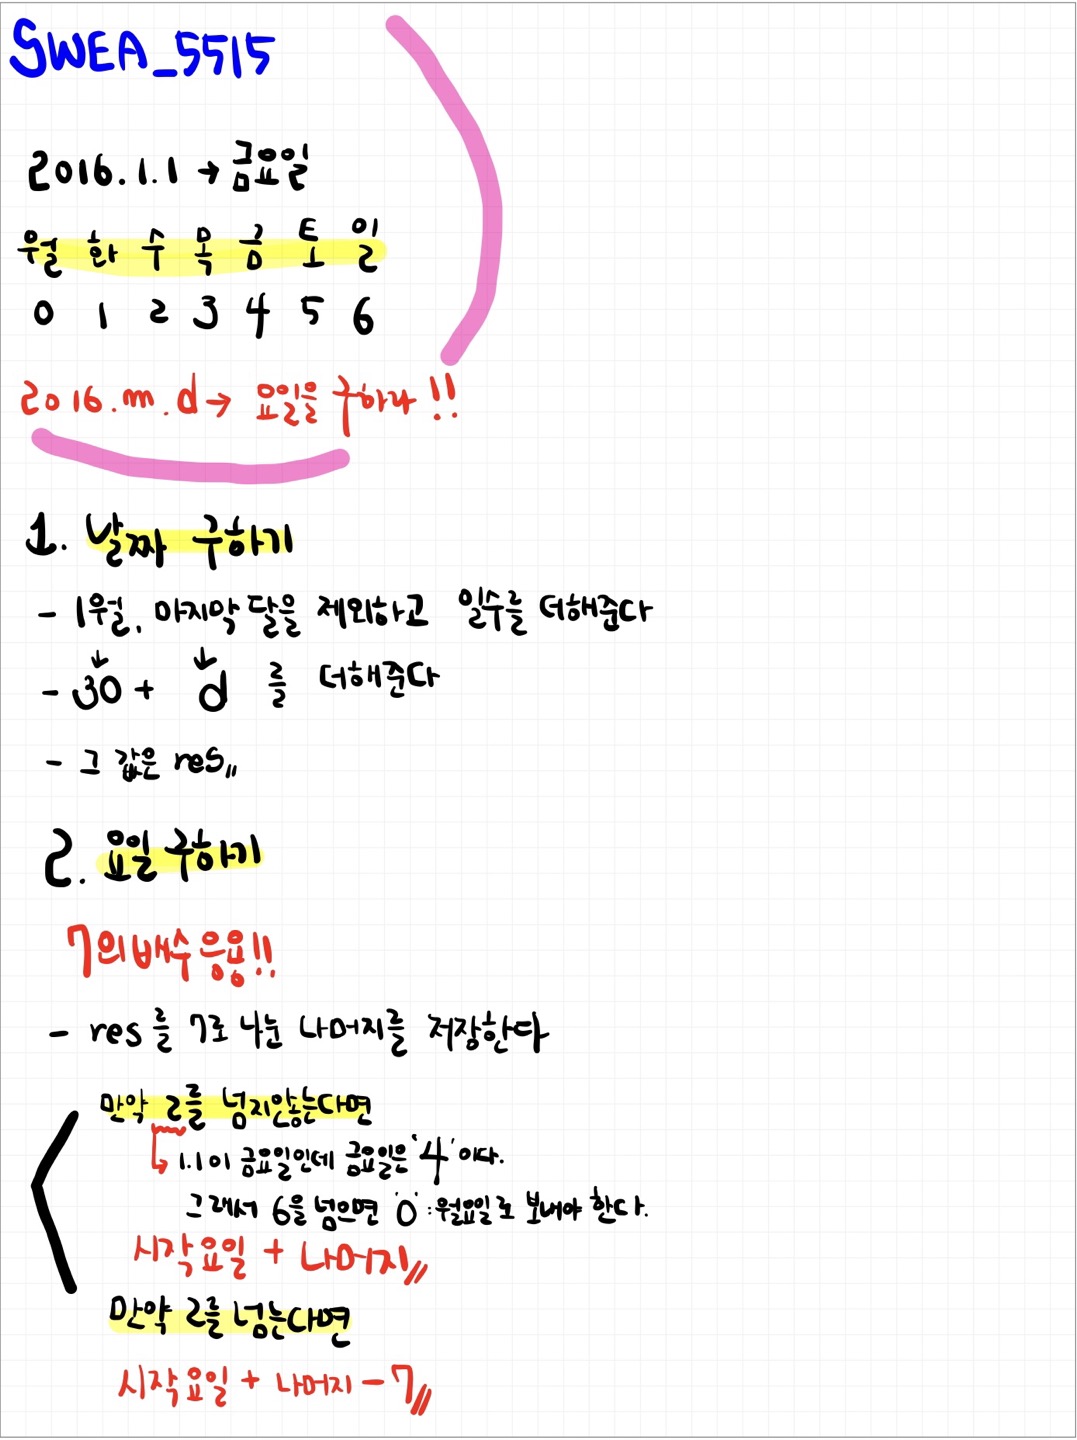 SWEA_5515
2016.1.1 → 금요일
월 화 수 목 금 토 일
0 1 2 3 4 5 6
2016.m.d → 요일을 구하라!!
1. 날짜 구하기
- 1월, 마지막 달을 제외하고 일수를 더해준다
↓ ↓
- 30 + d 를 더해준다
- 그 값은 res〃
2. 요일 구하기
7의 배수 응용!!
- res를 7로 나눈 나머지를 저장한다
만약 2를 넘지않는다면
↳ 1.1이 금요일인데 금요일은 '4'이다.
그래서 6을 넘으면 '0' : 월요일로 보내야 한다.
시작요일 + 나머지〃
만약 2를 넘는다면
시작요일 + 나머지 - 7〃